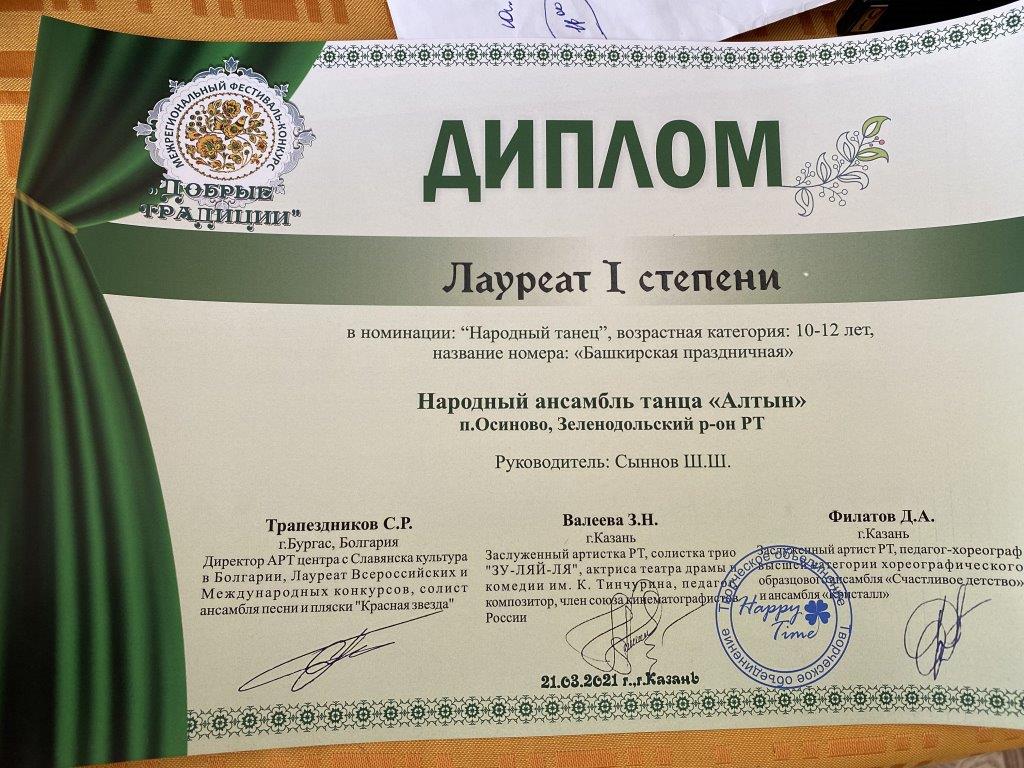 МЕЖРЕГИОНАЛЬНЫЙ ФЕСТИВАЛЬ-КОНКУРС
"ДОБРЫЕ
ТРАДИЦИИ"
ДИПЛОМ
Лауреат I степени
в номинации: “Народный танец”, возрастная категория: 10-12 лет,
название номера: «Башкирская праздничная»
Народный ансамбль танца «Алтын»
п.Осиново, Зеленодольский р-он РТ
Руководитель: Сыннов Ш.Ш.
Трапездников С.Р.
г.Бургас, Болгария
Директор АРТ центра с Славянска культура
в Болгарии, Лауреат Всероссийских и
Международных конкурсов, солист
ансамбля песни и пляски "Красная звезда"
Валеева З.Н.
г.Казань
Заслуженный артистка РТ, солистка трио
"ЗУ-ЛЯЙ-ЛЯ", актриса театра драмы и
комедии им. К. Тинчурина, педагог
композитор, член союза кинематографистов
России
Филатов Д.А.
г.Казань
Заслуженный артист РТ, педагог-хореограф
высшей категории хореографического
образцового ансамбля «Счастливое детство»
и ансамбля «Кристалл»
Творческое объединение
Happy
Time
Творческое объединение
21.03.2021 г.,г.Казань